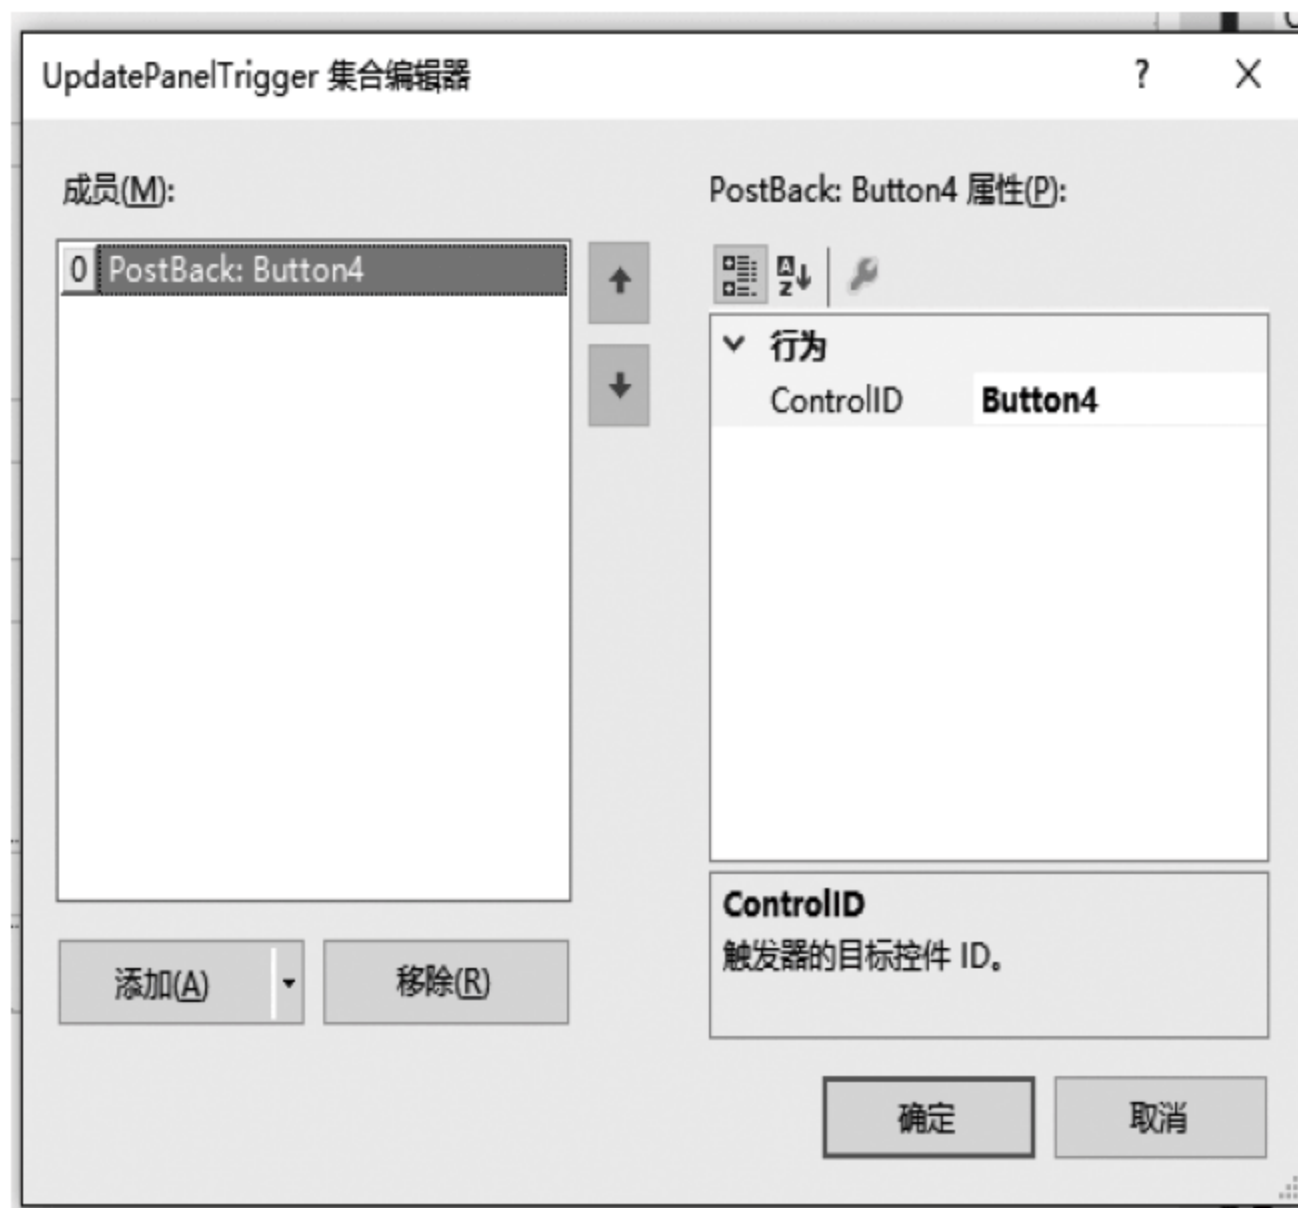 UpdatePanelTrigger 集合编辑器
?
成员(M):
0 PostBack: Button4
添加(A)
移除(R)
PostBack: Button4 属性(P):
行为
ControlID Button4
ControlID
触发器的目标控件 ID。
确定
取消